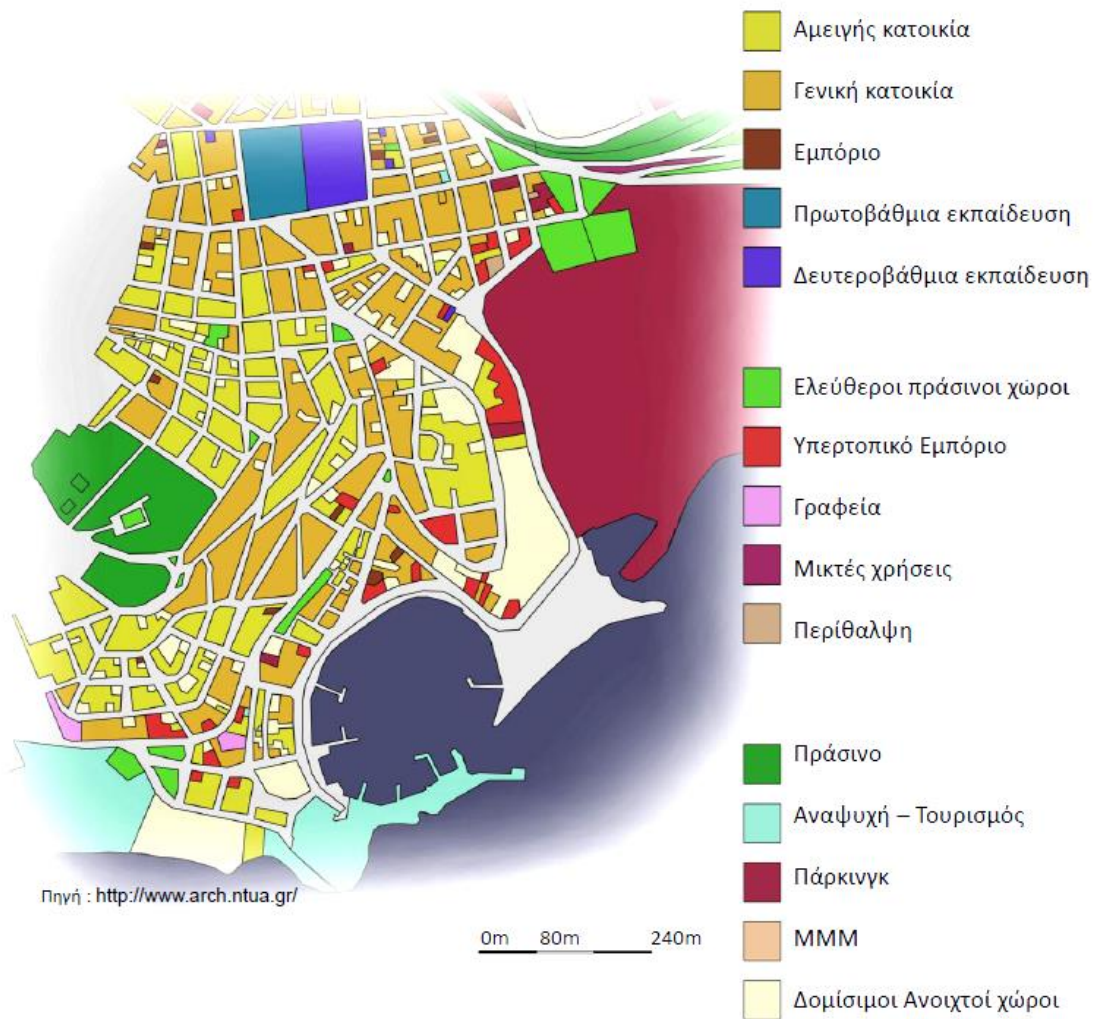 Αμειγής κατοικία
Γενική κατοικία
Εμπόριο
Πρωτοβάθμια εκπαίδευση
Δευτεροβάθμια εκπαίδευση
Ελεύθεροι πράσινοι χώροι
Υπερτοπικό Εμπόριο
Γραφεία
Μικτές χρήσεις
Περίθαλψη
Πράσινο
Αναψυχή – Τουρισμός
Πάρκινγκ
ΜΜΜ
Δομίσιμοι Ανοιχτοί χώροι
Πηγή : http://www.arch.ntua.gr/
0m 80m 240m